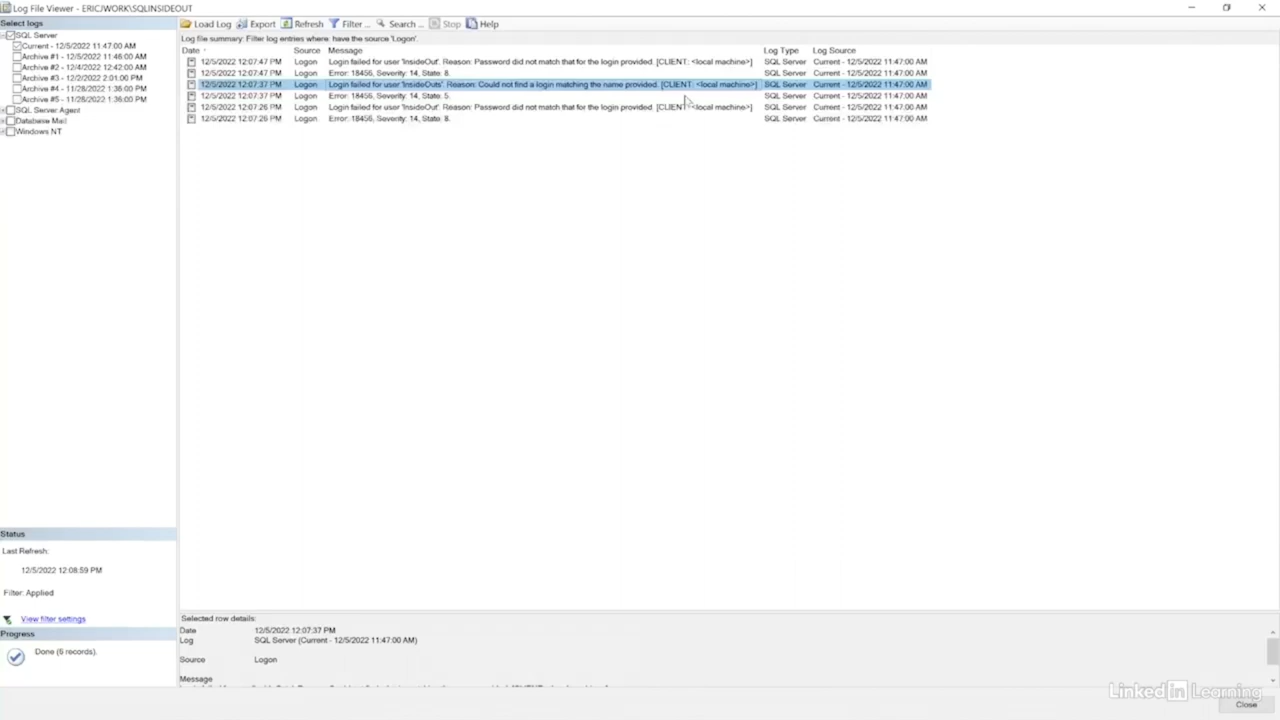 Log File Viewer - ERICJWORK\SQLINSIDEOUT
Select logs
SQL Server
Current - 12/5/2022 11:47:00 AM
Archive #1 - 12/5/2022 11:46:00 AM
Archive #2 - 12/4/2022 12:42:00 AM
Archive #3 - 12/2/2022 2:01:00 PM
Archive #4 - 11/28/2022 1:36:00 PM
Archive #5 - 11/28/2022 1:36:00 PM
SQL Server Agent
Database Mail
Windows NT
Load Log Export Refresh Filter ... Search ... Stop Help
Log file summary: Filter log entries where: have the source 'Logon'.
Date Source Message Log Type Log Source
12/5/2022 12:07:47 PM Logon Login failed for user 'InsideOut'. Reason: Password did not match that for the login provided. [CLIENT: <local machine>] SQL Server Current - 12/5/2022 11:47:00 AM
12/5/2022 12:07:47 PM Logon Error: 18456, Severity: 14, State: 8. SQL Server Current - 12/5/2022 11:47:00 AM
12/5/2022 12:07:37 PM Logon Login failed for user 'InsideOuts'. Reason: Could not find a login matching the name provided. [CLIENT: <local machine>] SQL Server Current - 12/5/2022 11:47:00 AM
12/5/2022 12:07:37 PM Logon Error: 18456, Severity: 14, State: 5. SQL Server Current - 12/5/2022 11:47:00 AM
12/5/2022 12:07:26 PM Logon Login failed for user 'InsideOut'. Reason: Password did not match that for the login provided. [CLIENT: <local machine>] SQL Server Current - 12/5/2022 11:47:00 AM
12/5/2022 12:07:26 PM Logon Error: 18456, Severity: 14, State: 8. SQL Server Current - 12/5/2022 11:47:00 AM
Status
Last Refresh:
12/5/2022 12:08:59 PM
Filter: Applied
View filter settings
Progress
Done (6 records).
Selected row details:
Date 12/5/2022 12:07:37 PM
Log SQL Server (Current - 12/5/2022 11:47:00 AM)
Source Logon
Message
LinkedIn Learning
Close